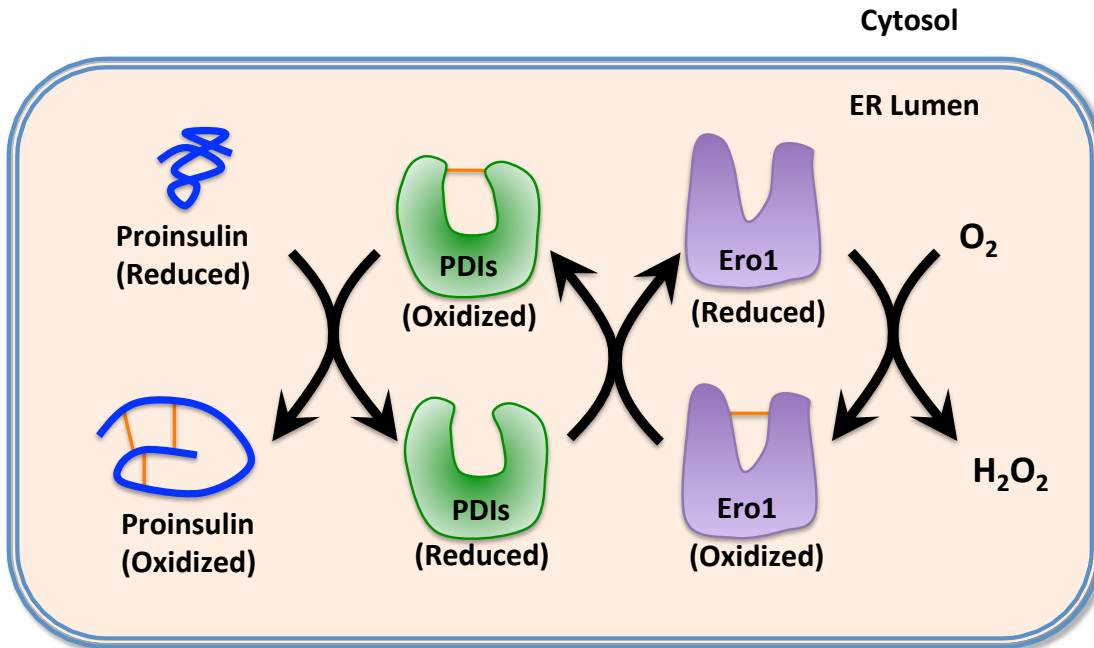 Cytosol
ER Lumen
Proinsulin
(Reduced)
PDIs
(Oxidized)
Ero1
(Reduced)
O₂
Proinsulin
(Oxidized)
PDIs
(Reduced)
Ero1
(Oxidized)
H₂O₂